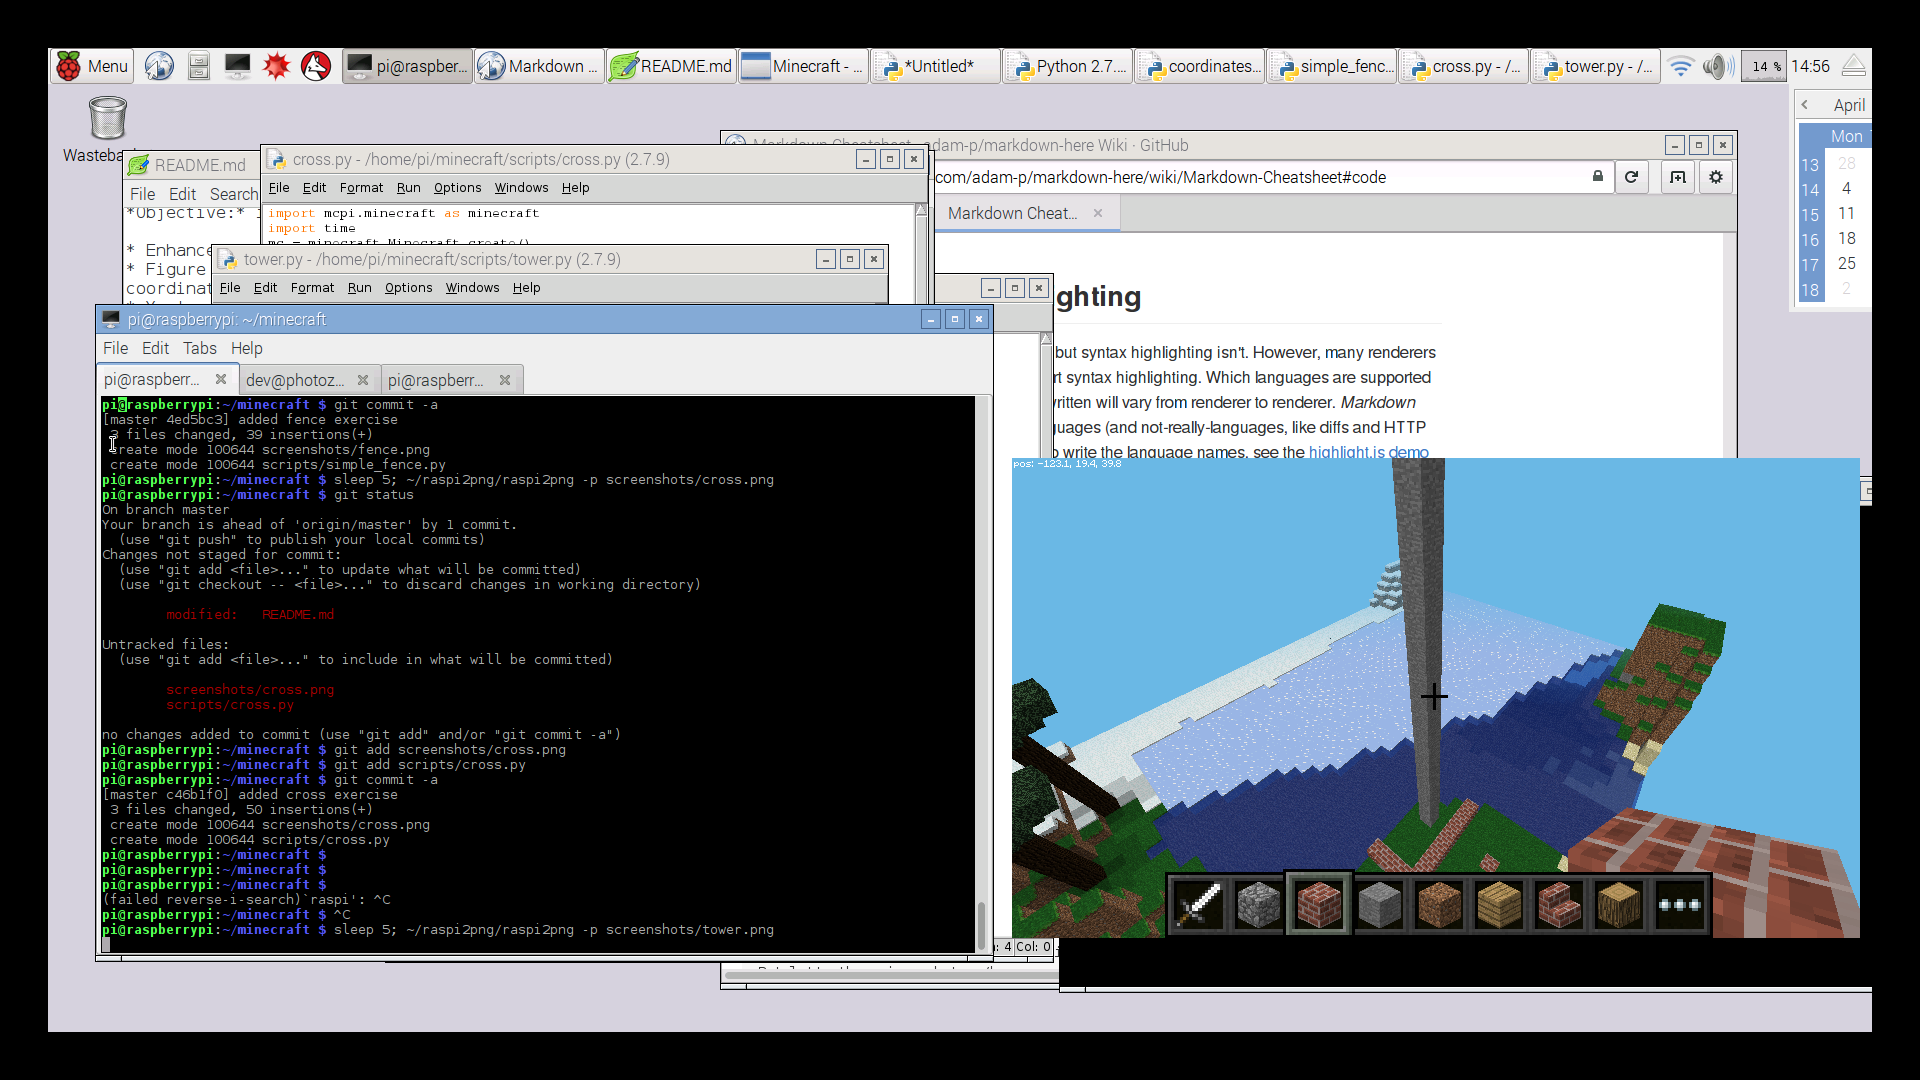 Menu
pi@raspber...
Markdown ...
README.md
Minecraft - ...
*Untitled*
Python 2.7....
coordinates...
simple_fenc...
cross.py - /...
tower.py - /...
14 %
14:56
April
Mon
13 28
14 4
15 11
16 18
17 25
18 2
README.md
File Edit Search
*Objective:*
* Enhance
* Figure
coordinat
cross.py - /home/pi/minecraft/scripts/cross.py (2.7.9)
File Edit Format Run Options Windows Help
import mcpi.minecraft as minecraft
import time
mc = minecraft.Minecraft.create()
tower.py - /home/pi/minecraft/scripts/tower.py (2.7.9)
File Edit Format Run Options Windows Help
Markdown Cheatsheet · adam-p/markdown-here Wiki · GitHub
com/adam-p/markdown-here/wiki/Markdown-Cheatsheet#code
Markdown Cheat...
ghting
but syntax highlighting isn't. However, many renderers
rt syntax highlighting. Which languages are supported
ritten will vary from renderer to renderer. Markdown
uages (and not-really-languages, like diffs and HTTP
o write the language names, see the highlight.js demo
pi@raspberrypi: ~/minecraft
File Edit Tabs Help
pi@raspberr...
dev@photoz...
pi@raspberr...
pi@raspberrypi:~/minecraft $ git commit -a
[master 4ed5bc3] added fence exercise
3 files changed, 39 insertions(+)
create mode 100644 screenshots/fence.png
create mode 100644 scripts/simple_fence.py
pi@raspberrypi:~/minecraft $ sleep 5; ~/raspi2png/raspi2png -p screenshots/cross.png
pi@raspberrypi:~/minecraft $ git status
On branch master
Your branch is ahead of 'origin/master' by 1 commit.
(use "git push" to publish your local commits)
Changes not staged for commit:
(use "git add <file>..." to update what will be committed)
(use "git checkout -- <file>..." to discard changes in working directory)
modified: README.md
Untracked files:
(use "git add <file>..." to include in what will be committed)
screenshots/cross.png
scripts/cross.py
no changes added to commit (use "git add" and/or "git commit -a")
pi@raspberrypi:~/minecraft $ git add screenshots/cross.png
pi@raspberrypi:~/minecraft $ git add scripts/cross.py
pi@raspberrypi:~/minecraft $ git commit -a
[master c46b1f0] added cross exercise
3 files changed, 50 insertions(+)
create mode 100644 screenshots/cross.png
create mode 100644 scripts/cross.py
pi@raspberrypi:~/minecraft $
pi@raspberrypi:~/minecraft $
pi@raspberrypi:~/minecraft $
(failed reverse-i-search)`raspi': ^C
pi@raspberrypi:~/minecraft $ ^C
pi@raspberrypi:~/minecraft $ sleep 5; ~/raspi2png/raspi2png -p screenshots/tower.png
pos: -123.1, 19.4, 39.8
: 4 Col: 0